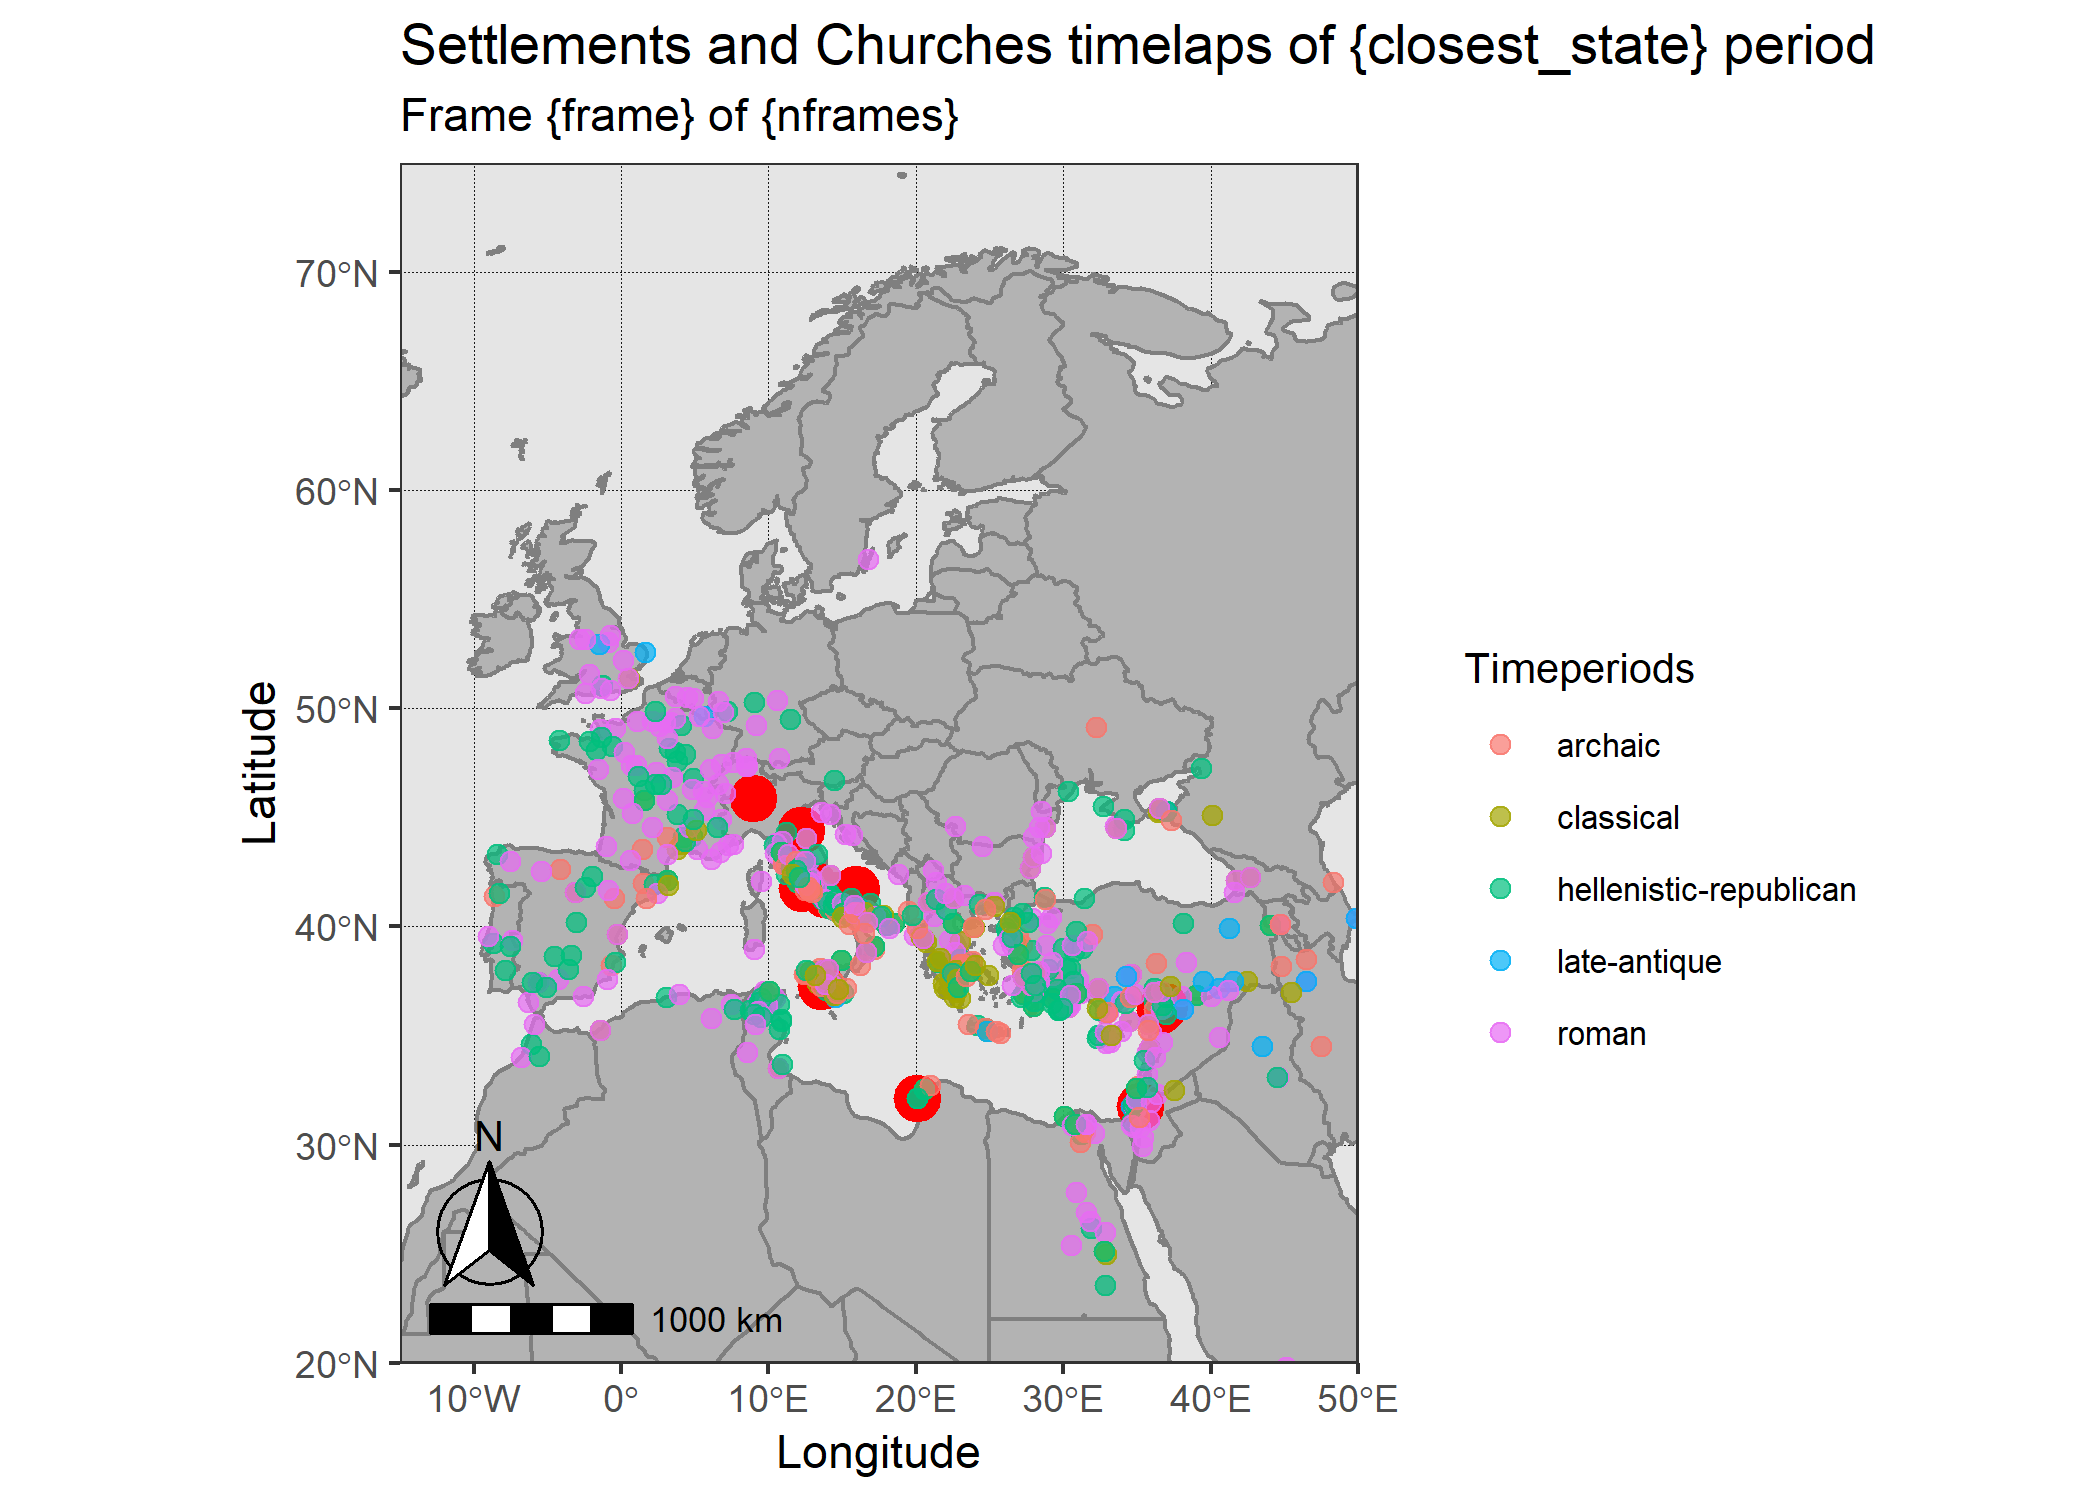 Settlements and Churches timelaps of {closest_state} period
Frame {frame} of {nframes}
70°N
60°N
50°N
40°N
30°N
20°N
Latitude
N
1000 km
10°W
0°
10°E
20°E
30°E
40°E
50°E
Longitude
Timeperiods
archaic
classical
hellenistic-republican
late-antique
roman